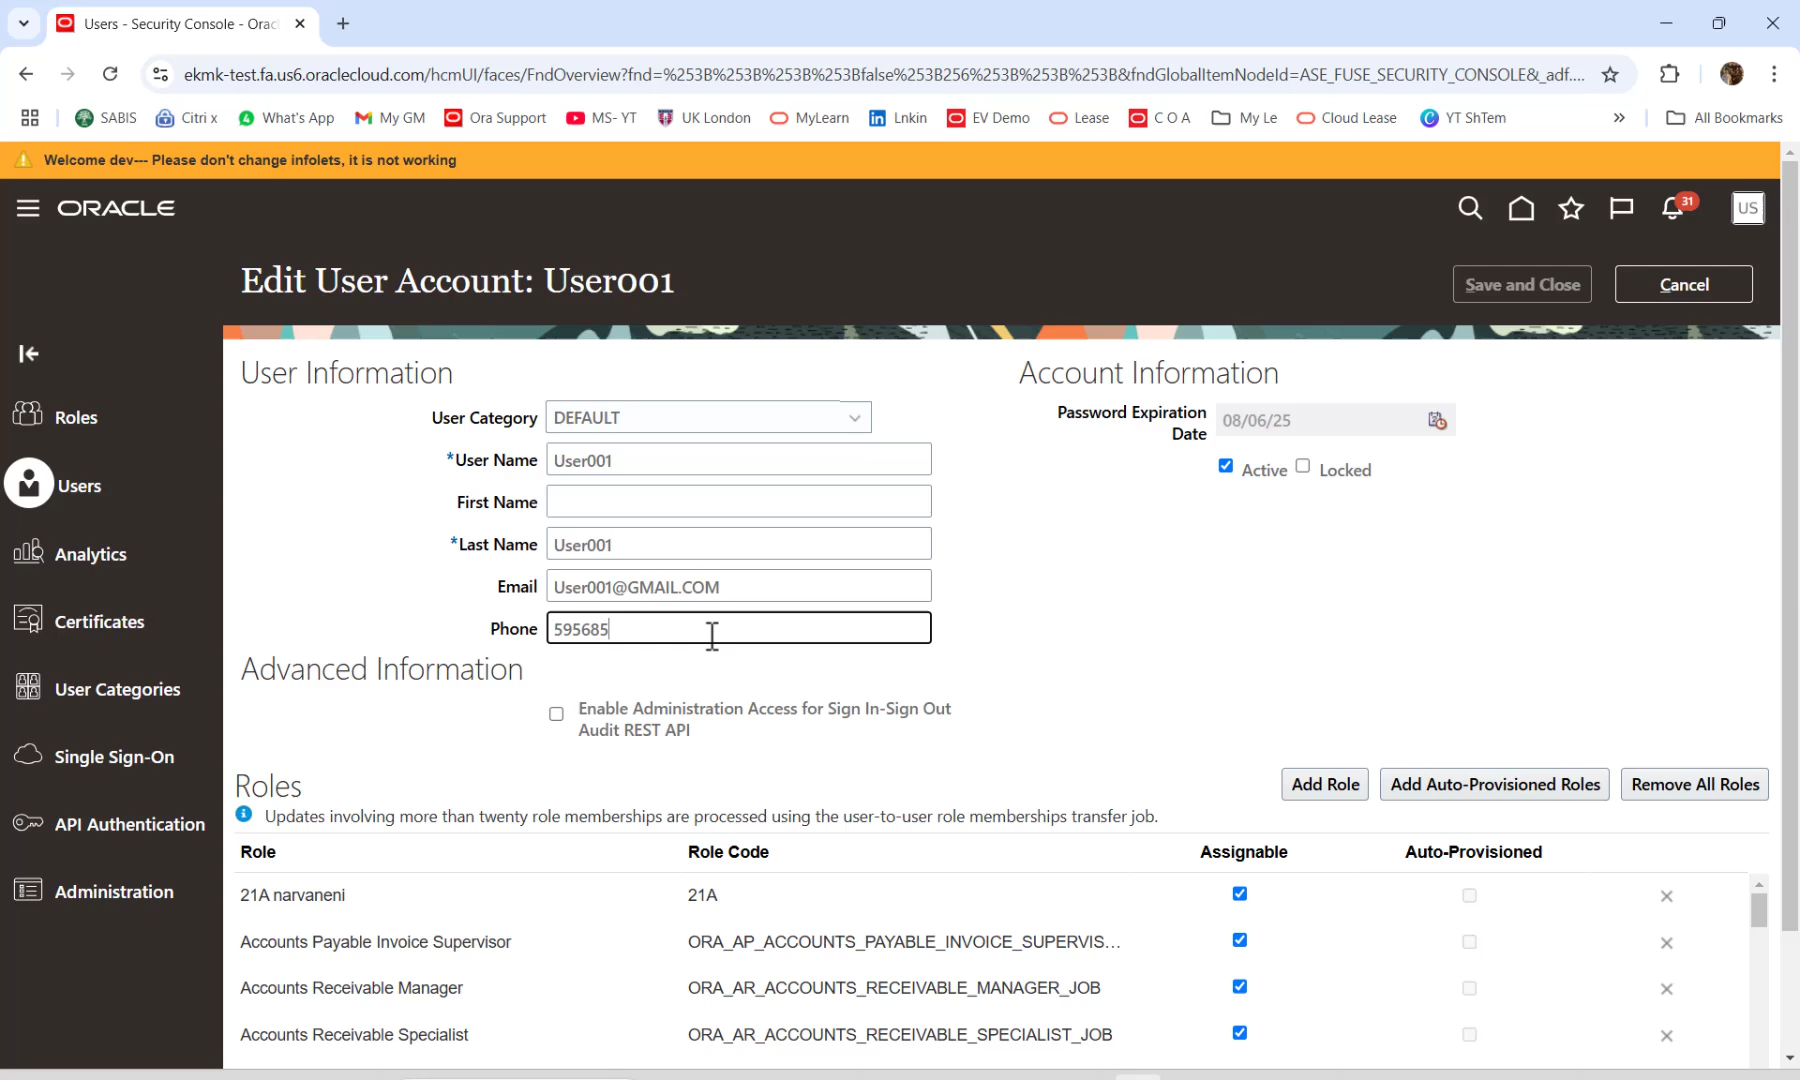 Users - Security Console - Orac
ekmk-test.fa.us6.oraclecloud.com/hcmUI/faces/FndOverview?fnd=%253B%253B%253B%253Bfalse%253B256%253B%253B%253B&fndGlobalItemNodeId=ASE_FUSE_SECURITY_CONSOLE&_adf....
SABIS
Citri x
What's App
My GM
Ora Support
MS- YT
UK London
MyLearn
Lnkin
EV Demo
Lease
C O A
My Le
Cloud Lease
YT ShTem
All Bookmarks
Welcome dev--- Please don't change infolets, it is not working
ORACLE
31
US
Edit User Account: User001
Save and Close
Cancel
Roles
Users
Analytics
Certificates
User Categories
Single Sign-On
API Authentication
Administration
User Information
User Category DEFAULT
*User Name User001
First Name
*Last Name User001
Email User001@GMAIL.COM
Phone 595685
Account Information
Password Expiration
Date
08/06/25
Active
Locked
Advanced Information
Enable Administration Access for Sign In-Sign Out
Audit REST API
Roles
Add Role
Add Auto-Provisioned Roles
Remove All Roles
Updates involving more than twenty role memberships are processed using the user-to-user role memberships transfer job.
Role Role Code Assignable Auto-Provisioned
21A narvaneni 21A
Accounts Payable Invoice Supervisor ORA_AP_ACCOUNTS_PAYABLE_INVOICE_SUPERVIS...
Accounts Receivable Manager ORA_AR_ACCOUNTS_RECEIVABLE_MANAGER_JOB
Accounts Receivable Specialist ORA_AR_ACCOUNTS_RECEIVABLE_SPECIALIST_JOB